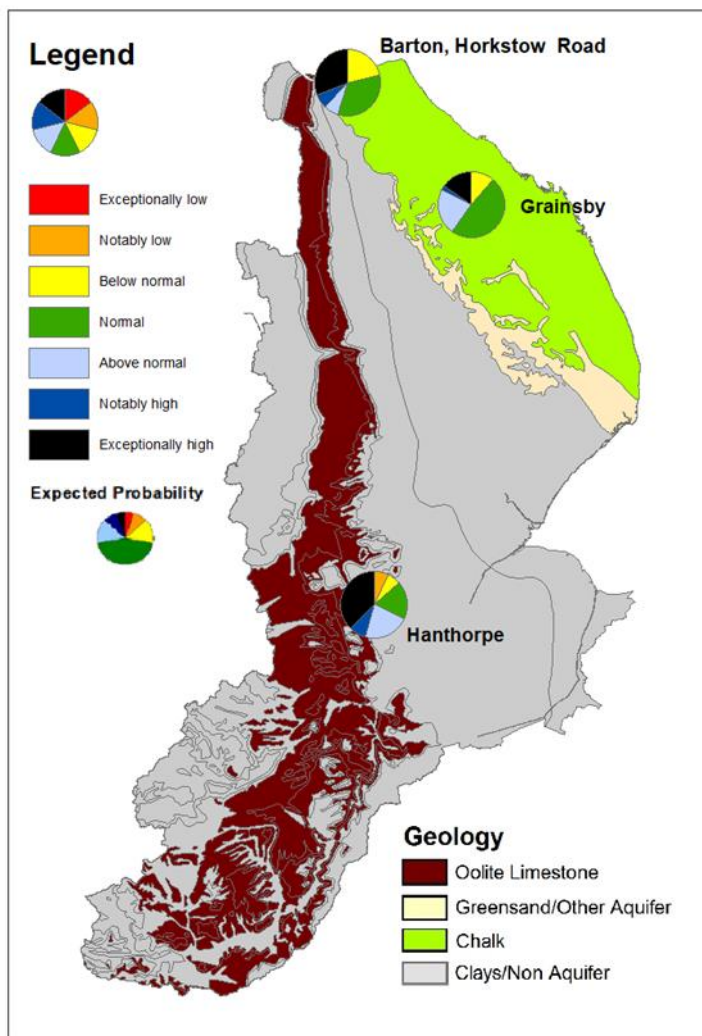 Barton, Horkstow Road
Legend
Exceptionally low
Notably low
Below normal
Normal
Above normal
Notably high
Exceptionally high
Expected Probability
Grainsby
Hanthorpe
Geology
Oolite Limestone
Greensand/Other Aquifer
Chalk
Clays/Non Aquifer